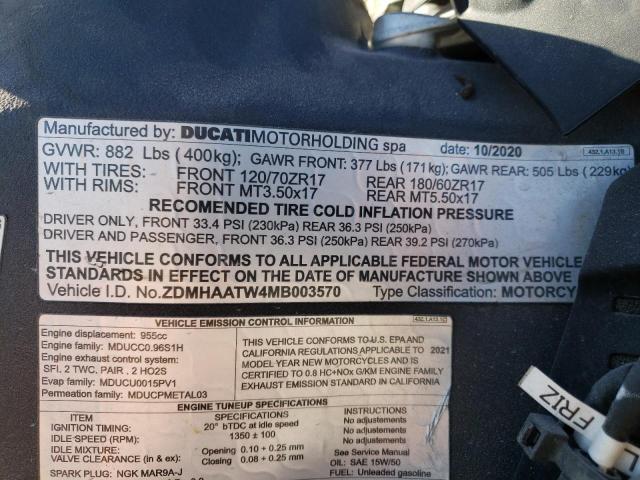 Manufactured by: DUCATIMOTORHOLDING spa date: 10/2020 432.1.A13.1B
GVWR: 882 Lbs (400kg); GAWR FRONT: 377 Lbs (171kg); GAWR REAR: 505 Lbs (229kg
WITH TIRES: FRONT 120/70ZR17 REAR 180/60ZR17
WITH RIMS: FRONT MT3.50x17 REAR MT5.50x17
RECOMENDED TIRE COLD INFLATION PRESSURE
DRIVER ONLY, FRONT 33.4 PSI (230kPa) REAR 36.3 PSI (250kPa)
DRIVER AND PASSENGER, FRONT 36.3 PSI (250kPa) REAR 39.2 PSI (270kPa)
THIS VEHICLE CONFORMS TO ALL APPLICABLE FEDERAL MOTOR VEHICLE
STANDARDS IN EFFECT ON THE DATE OF MANUFACTURE SHOWN ABOVE
Vehicle I.D. No.ZDMHAATW4MB003570 Type Classification: MOTORCY
VEHICLE EMISSION CONTROL INFORMATION
Engine displacement: 955cc
Engine family: MDUCC0.96S1H
Engine exhaust control system:
SFI, 2 TWC, PAIR , 2 HO2S
Evap family: MDUCU0015PV1
Permeation family: MDUCPMETAL03
THIS VEHICLE CONFORMS TO U.S. EPA AND
CALIFORNIA REGULATIONS APPLICABLE TO 2021
MODEL YEAR NEW MOTORCYCLES AND IS
CERTIFIED TO 0.8 HC+NOx G/KM ENGINE FAMILY
EXHAUST EMISSION STANDARD IN CALIFORNIA
ENGINE TUNEUP SPECIFICATIONS
ITEM SPECIFICATIONS INSTRUCTIONS
IGNITION TIMING: 20° bTDC at idle speed No adjustements
IDLE SPEED (RPM): 1350 ± 100 No adjustements
IDLE MIXTURE: No adjustements
VALVE CLEARANCE (in & ex) Opening 0.10 ÷ 0.25 mm See Service Manual
Closing 0.08 ÷ 0.25 mm OIL: SAE 15W/50
SPARK PLUG: NGK MAR9A-J FUEL: Unleaded gasoline
FRIZ